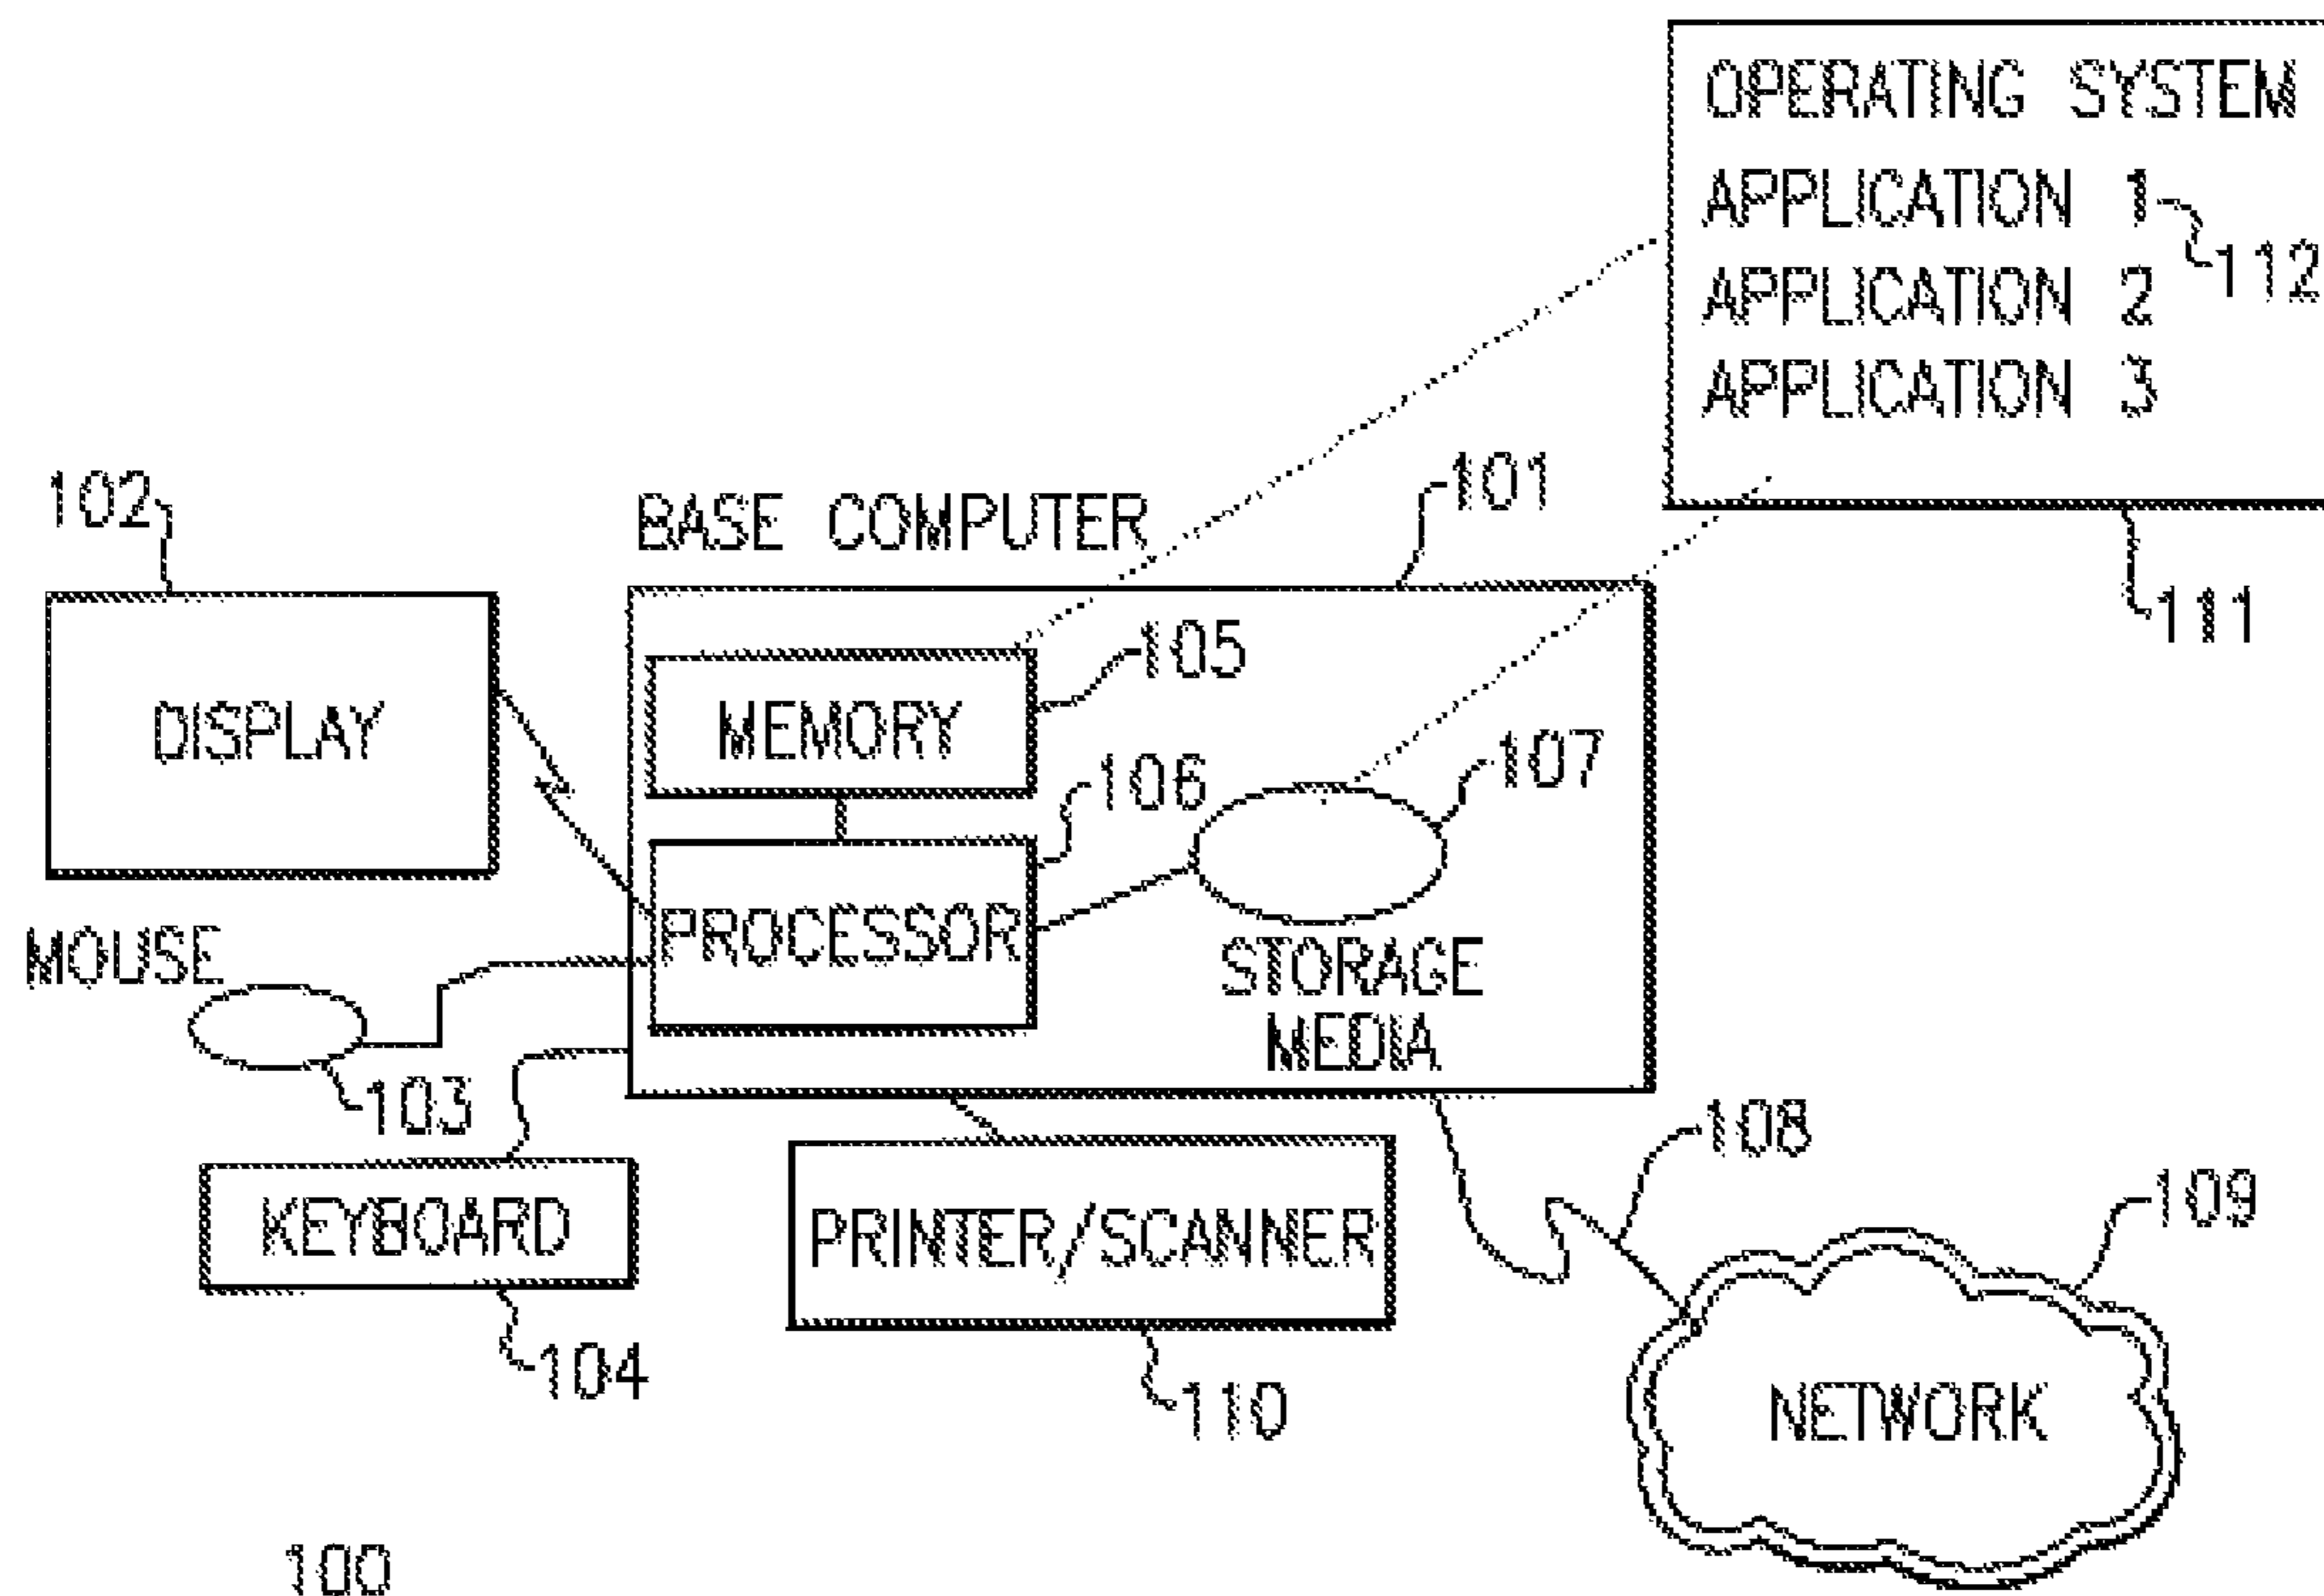 OPERATING SYSTEM
APPLICATION 1
112
APPLICATION 2
APPLICATION 3
111
102
BASE COMPUTER
101
DISPLAY
MEMORY
105
106
107
PROCESSOR
STORAGE
MEDIA
MOUSE
103
KEYBOARD
104
PRINTER/SCANNER
110
108
109
NETWORK
100